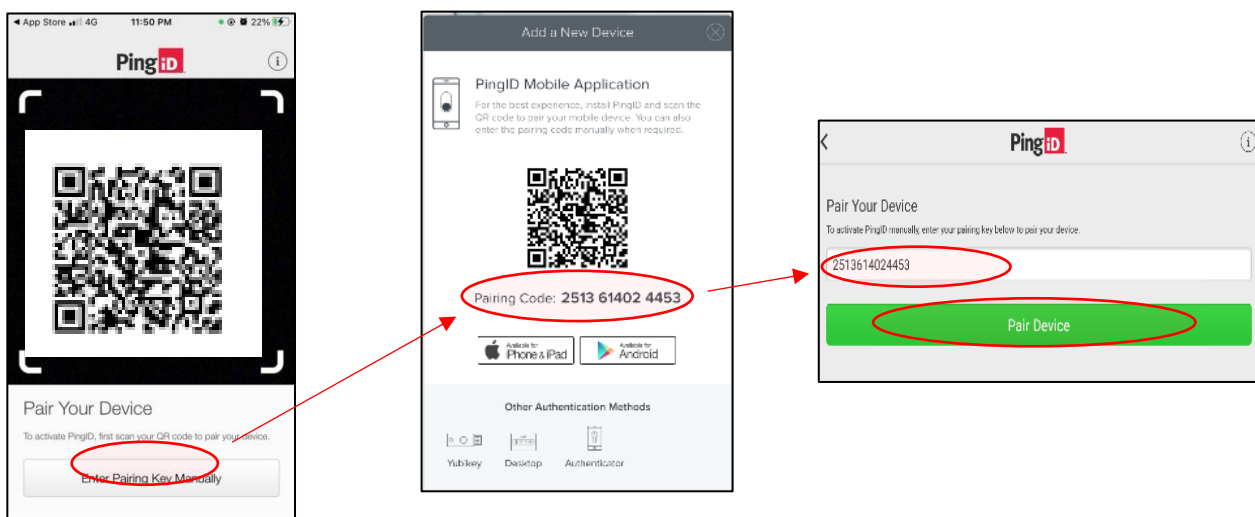 App Store 4G 11:50 PM 22%
PingID
Pair Your Device
To activate PingID, first scan your QR code to pair your device.
Enter Pairing Key Manually
Add a New Device
PingID Mobile Application
For the best experience, install PingID and scan the
QR code to pair your mobile device. You can also
enter the pairing code manually when required.
Pairing Code: 2513 61402 4453
Available for
iPhone & iPad
Available for
Android
Other Authentication Methods
Yubikey Desktop Authenticator
PingID
Pair Your Device
To activate PingID manually, enter your pairing key below to pair your device.
2513614024453
Pair Device